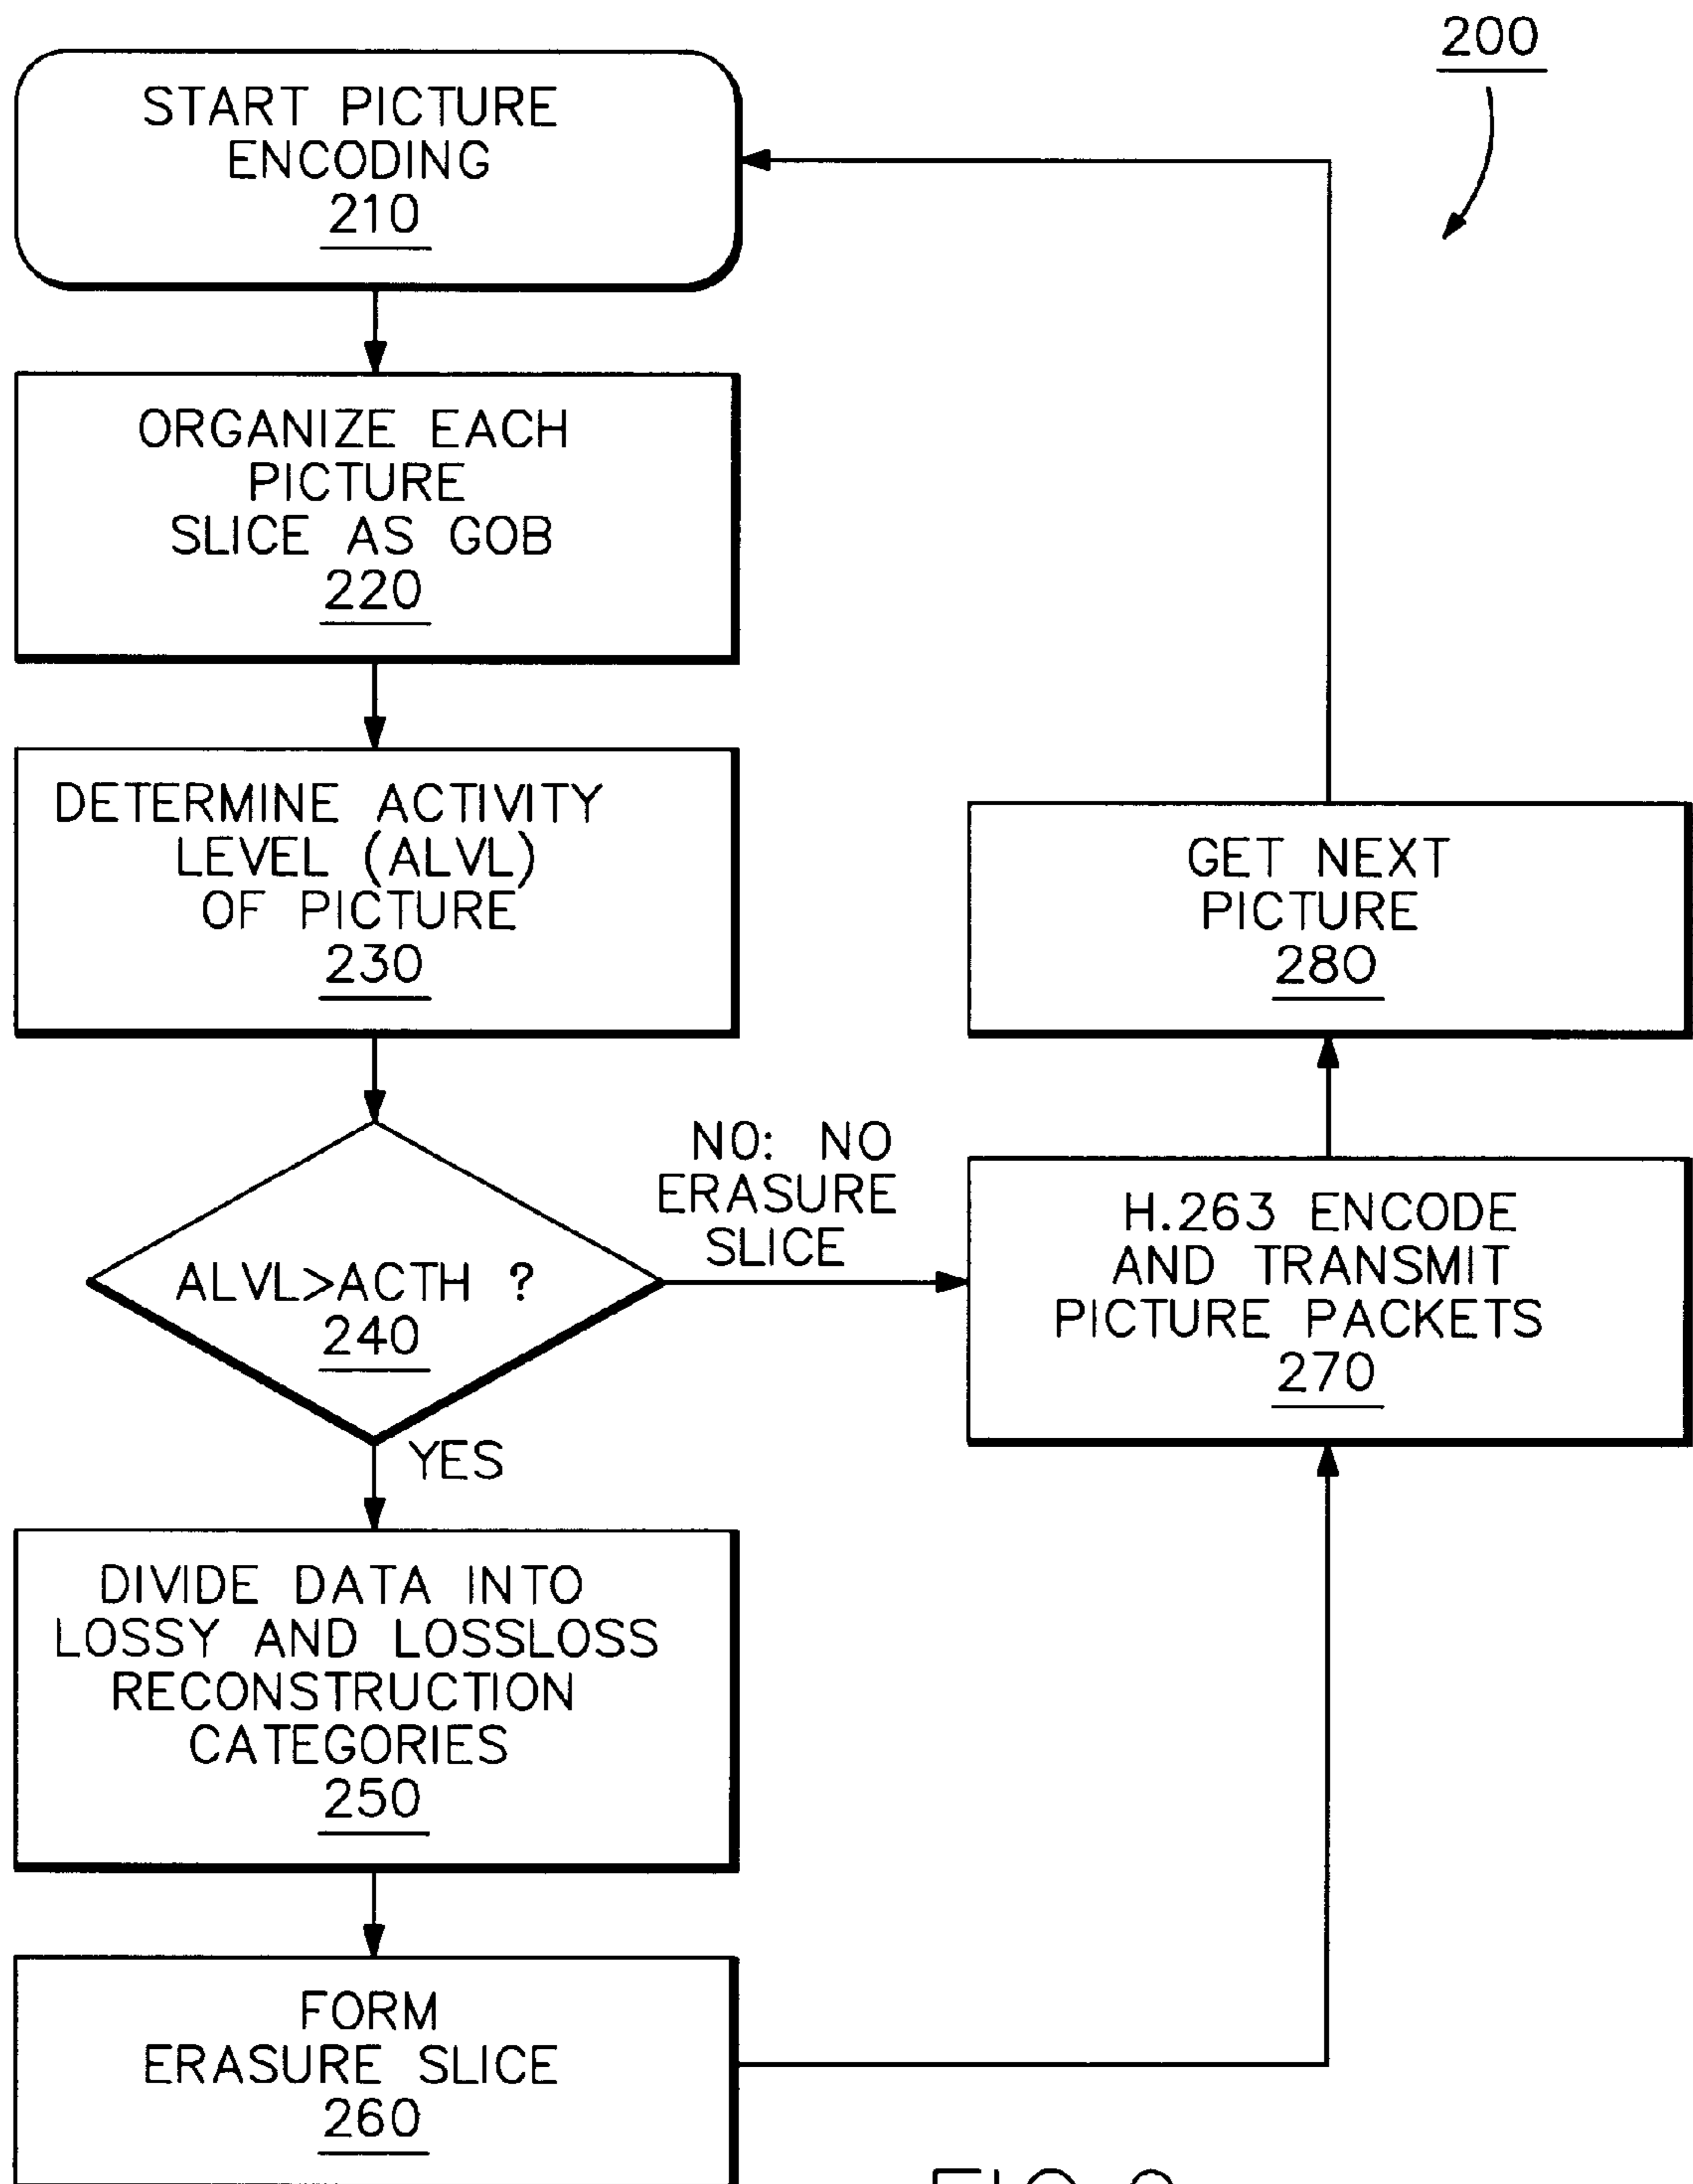 200
START PICTURE
ENCODING
210
ORGANIZE EACH
PICTURE
SLICE AS GOB
220
DETERMINE ACTIVITY
LEVEL (ALVL)
OF PICTURE
230
GET NEXT
PICTURE
280
NO: NO
ERASURE
SLICE
ALVL>ACTH ?
240
H.263 ENCODE
AND TRANSMIT
PICTURE PACKETS
270
YES
DIVIDE DATA INTO
LOSSY AND LOSSLOSS
RECONSTRUCTION
CATEGORIES
250
FORM
ERASURE SLICE
260